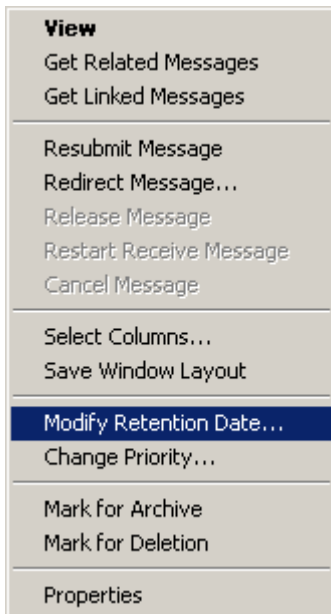 View
Get Related Messages
Get Linked Messages
Resubmit Message
Redirect Message...
Release Message
Restart Receive Message
Cancel Message
Select Columns...
Save Window Layout
Modify Retention Date...
Change Priority...
Mark for Archive
Mark for Deletion
Properties